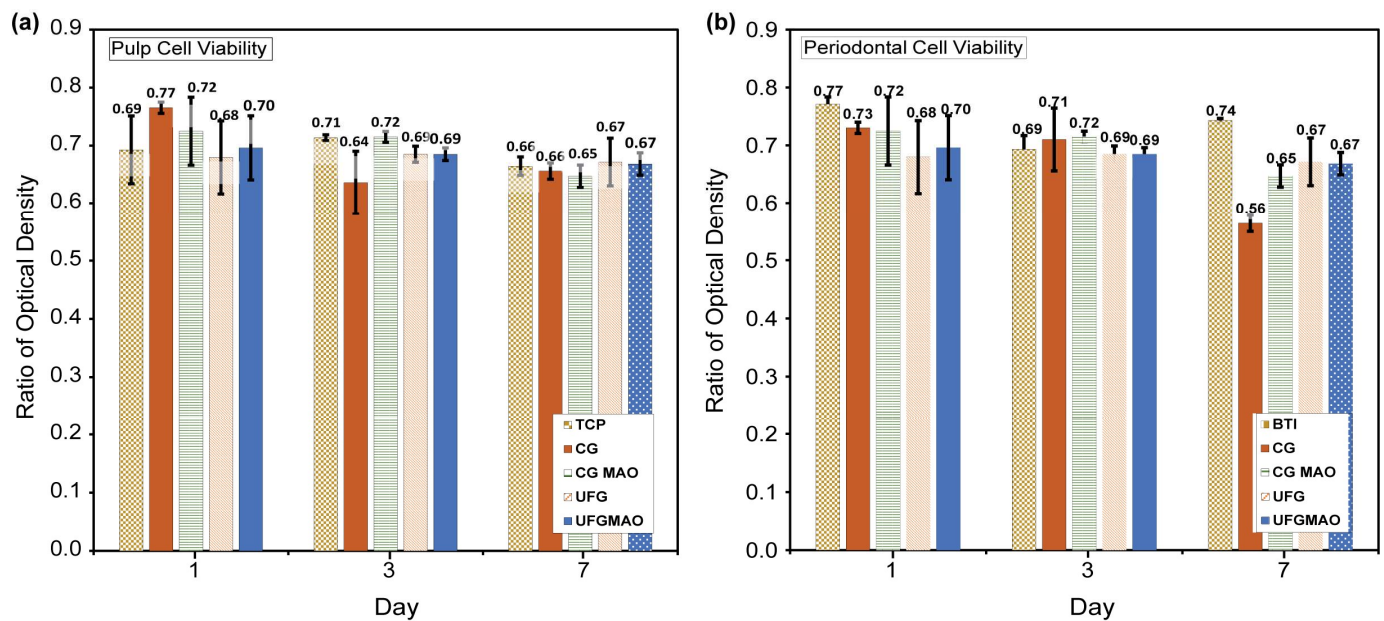 (a)
Pulp Cell Viability
Ratio of Optical Density
0.9
0.8
0.7
0.6
0.5
0.4
0.3
0.2
0.1
0.0
0.69
0.77
0.72
0.68
0.70
0.71
0.64
0.72
0.69
0.69
0.66
0.66
0.65
0.67
0.67
TCP
CG
CG MAO
UFG
UFGMAO
1 3 7
Day
(b)
Periodontal Cell Viability
Ratio of Optical Density
0.9
0.8
0.7
0.6
0.5
0.4
0.3
0.2
0.1
0.0
0.77
0.73
0.72
0.68
0.70
0.69
0.71
0.72
0.69
0.69
0.74
0.56
0.65
0.67
0.67
BTI
CG
CG MAO
UFG
UFGMAO
1 3 7
Day